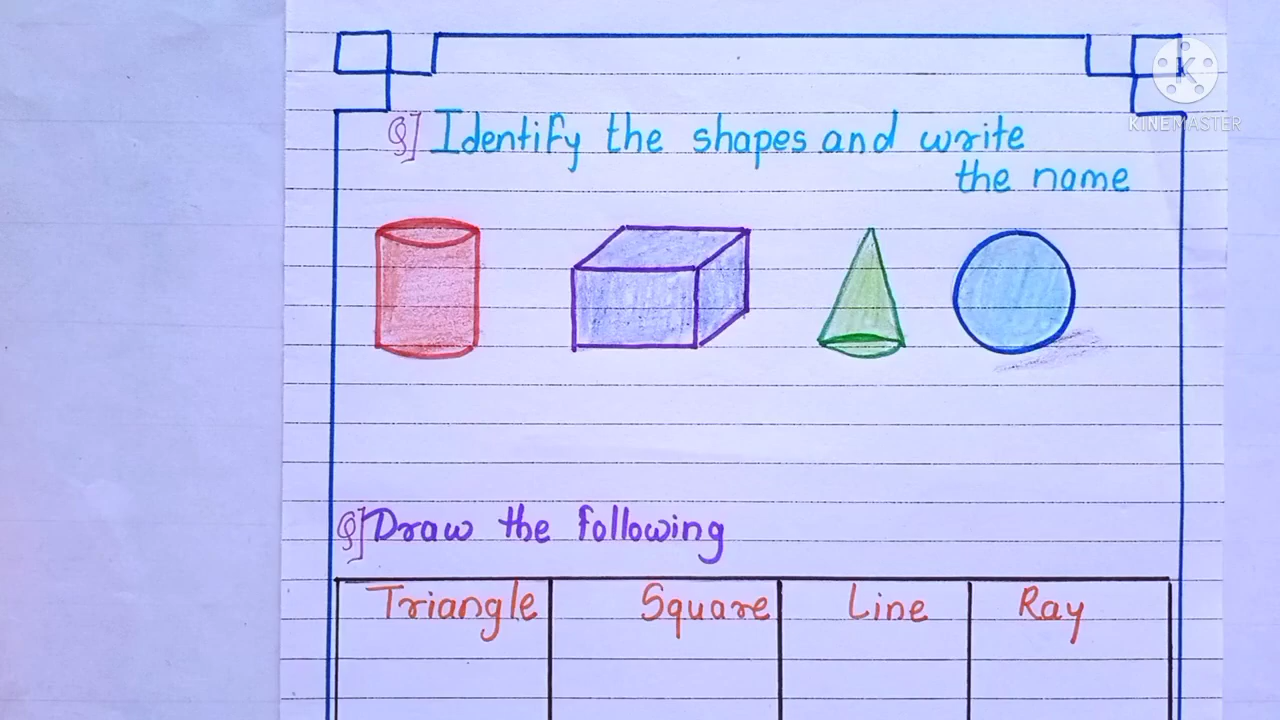 Q] Identify the shapes and write
the name
Q] Draw the following
Triangle Square Line Ray
K
KINEMASTER